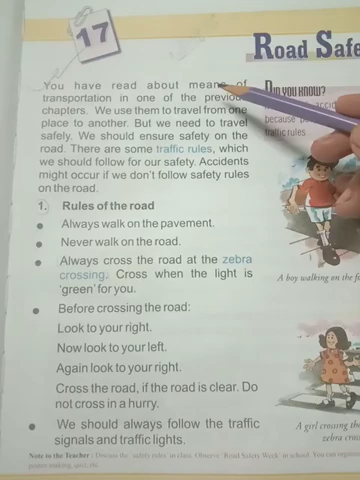 17
Road Safe
You have read about means of
transportation in one of the previous
chapters. We use them to travel from one
place to another. But we need to travel
safely. We should ensure safety on the
road. There are some traffic rules, which
we should follow for our safety. Accidents
might occur if we don't follow safety rules
on the road.
DID YOU KNOW?
because
traffic rules
1. Rules of the road
• Always walk on the pavement.
• Never walk on the road.
• Always cross the road at the zebra
crossing. Cross when the light is
'green' for you.
• Before crossing the road:
Look to your right.
Now look to your left.
Again look to your right.
Cross the road, if the road is clear. Do
not cross in a hurry.
• We should always follow the traffic
signals and traffic lights.
A boy walking on the
A girl crossing the
zebra
Note to the Teacher : Discuss the 'safety rules' in class. Observe 'Road Safety Week' in school. You can
poster making, quiz etc.